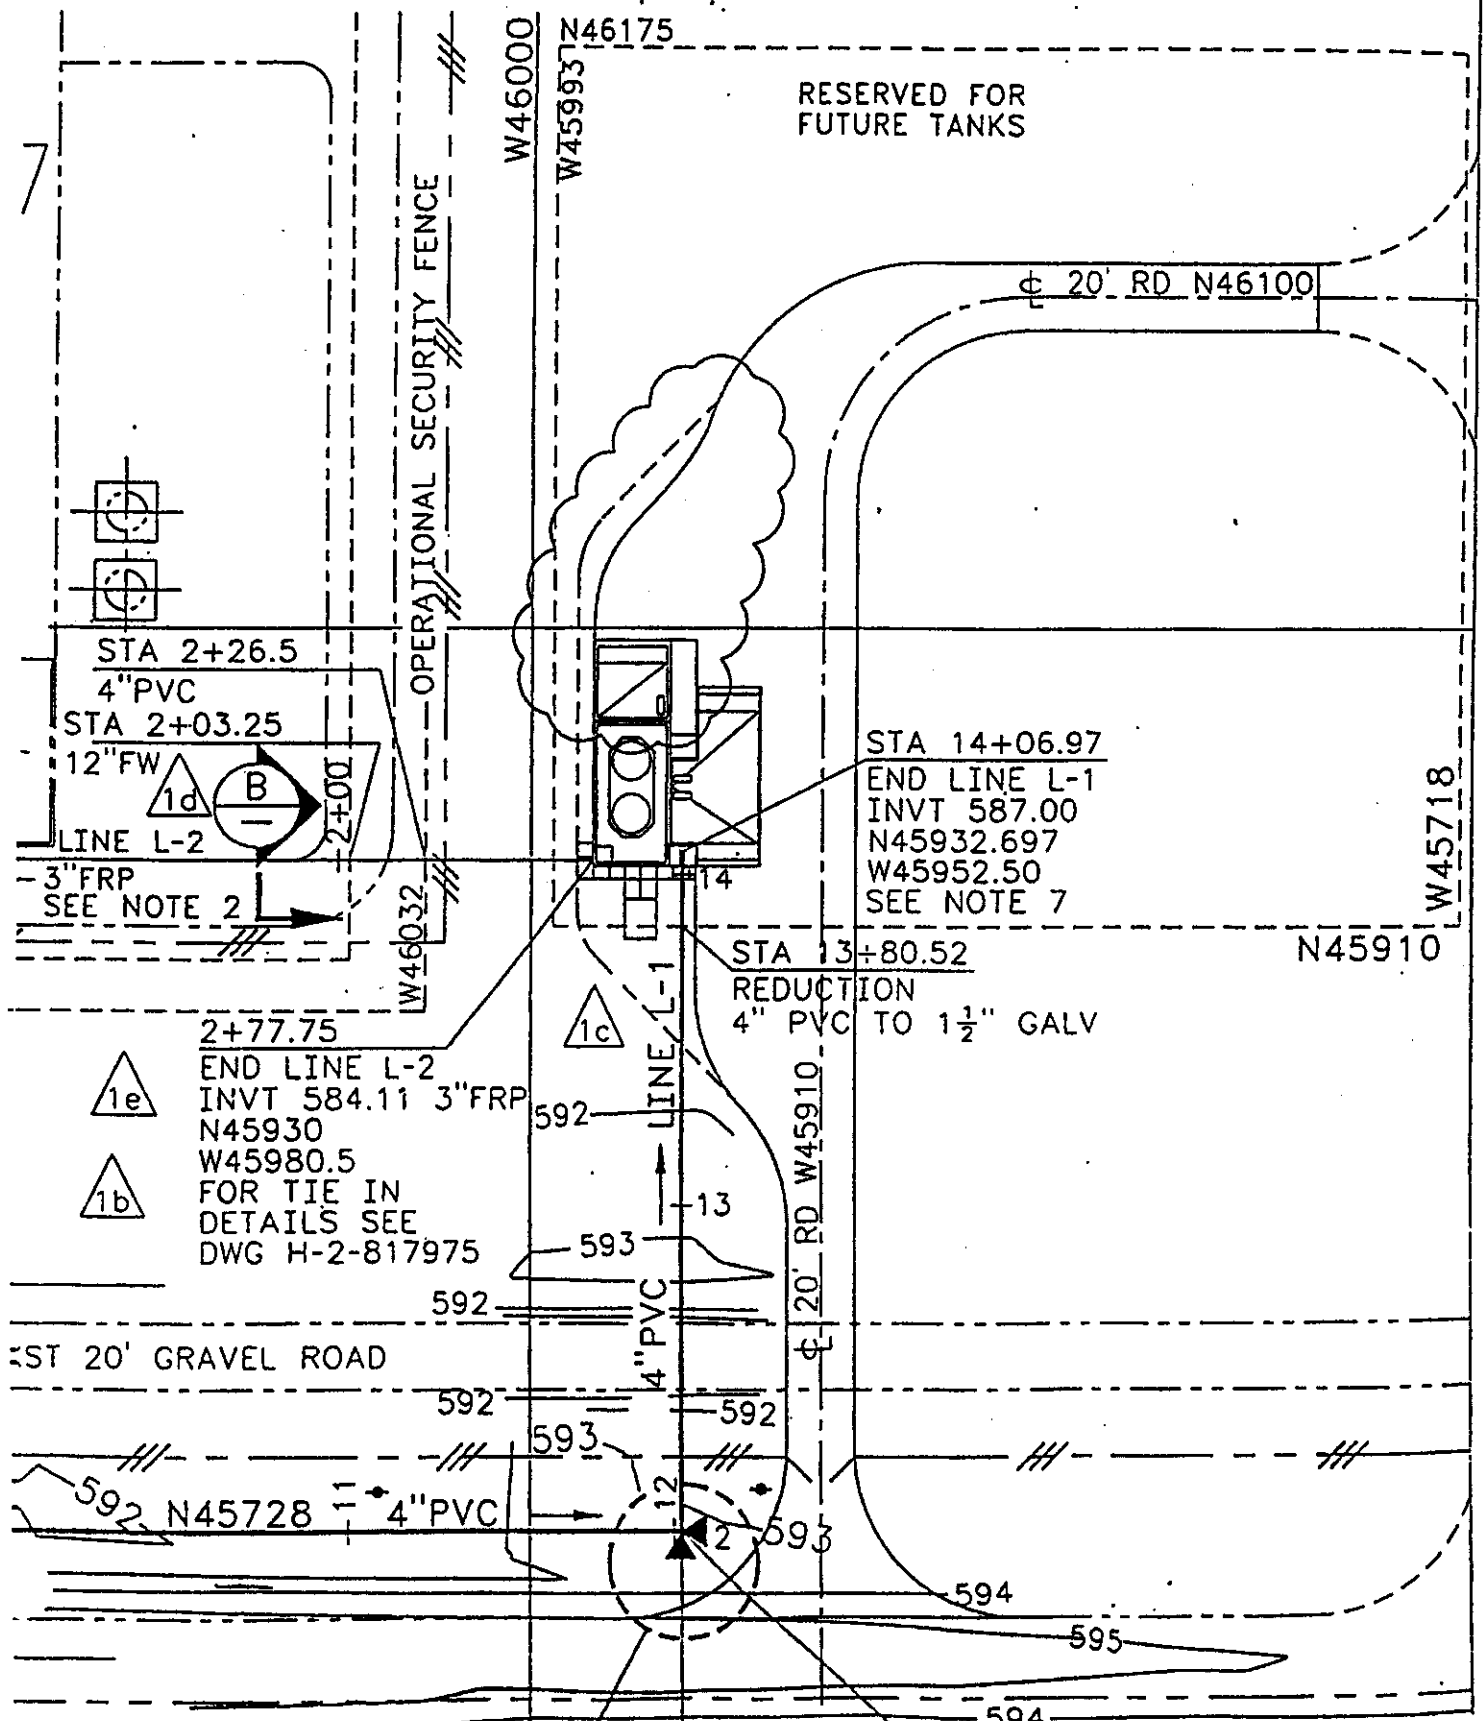 N46175
W46000
W45993
RESERVED FOR
FUTURE TANKS
7
OPERATIONAL SECURITY FENCE
℄ 20' RD N46100
STA 2+26.5
4"PVC
STA 2+03.25
12"FW
1d
B
2+00
LINE L-2
3"FRP
SEE NOTE 2
W46032
STA 14+06.97
END LINE L-1
INVT 587.00
N45932.697
W45952.50
SEE NOTE 7
W45718
14
N45910
STA 13+80.52
REDUCTION
4" PVC TO 1½" GALV
LINE L-1
1c
2+77.75
END LINE L-2
INVT 584.11 3"FRP
N45930
W45980.5
FOR TIE IN
DETAILS SEE
DWG H-2-817975
1e
1b
592
13
℄ 20' RD W45910
593
592
4"PVC
EST 20' GRAVEL ROAD
592
592
593
592
N45728
11
4"PVC
12
2
593
594
595
594